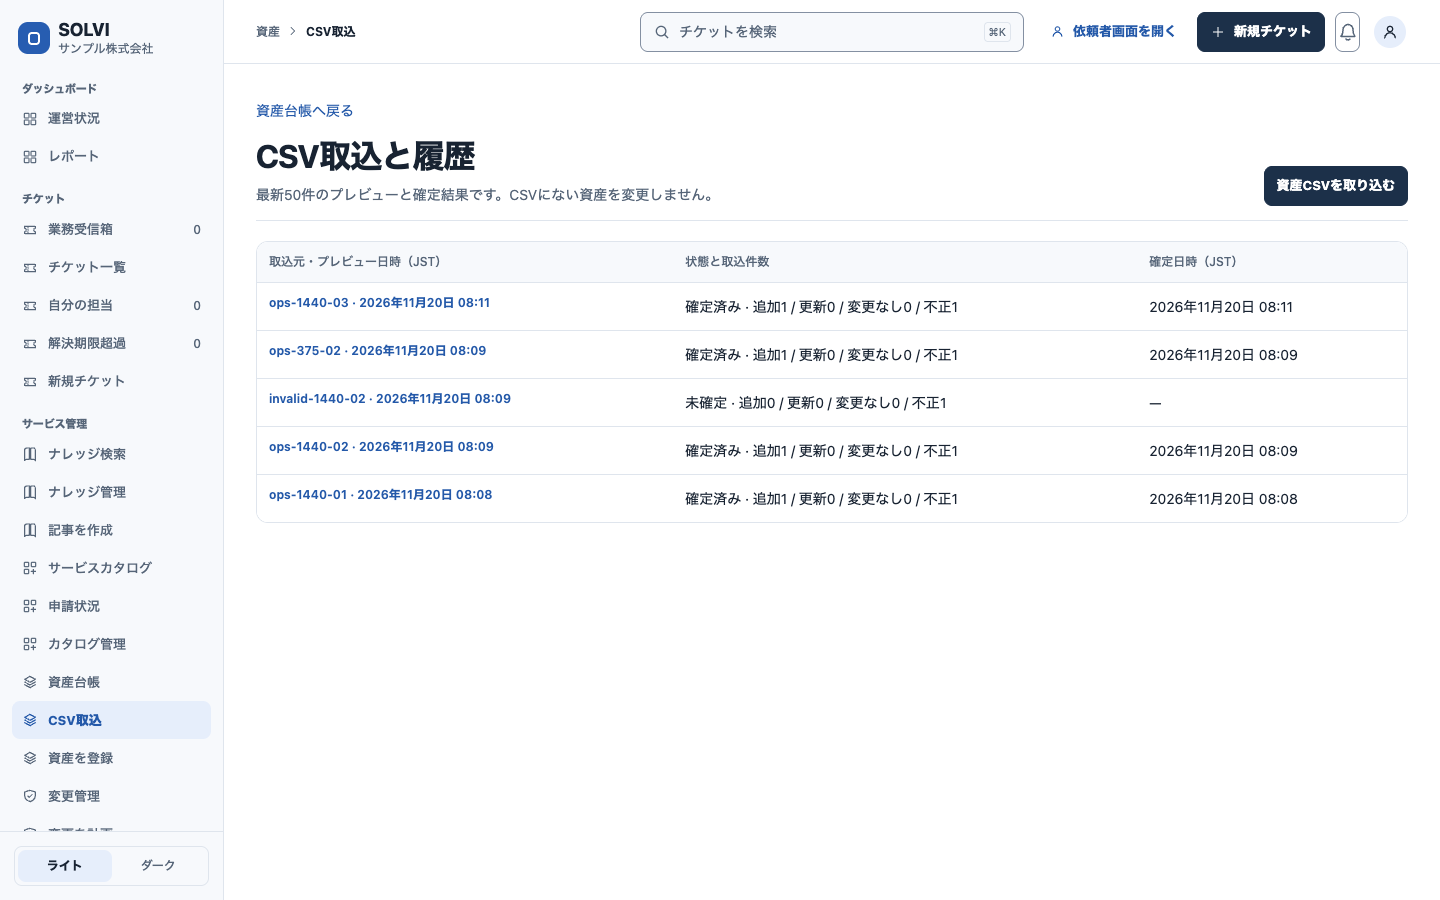 SOLVI
サンプル株式会社
ダッシュボード
運営状況
レポート
チケット
業務受信箱 0
チケット一覧
自分の担当 0
解決期限超過 0
新規チケット
サービス管理
ナレッジ検索
ナレッジ管理
記事を作成
サービスカタログ
申請状況
カタログ管理
資産台帳
CSV取込
資産を登録
変更管理
ライト ダーク
資産 > CSV取込
チケットを検索 ⌘K
依頼者画面を開く
+ 新規チケット
資産台帳へ戻る
CSV取込と履歴
最新50件のプレビューと確定結果です。CSVにない資産を変更しません。
資産CSVを取り込む
取込元・プレビュー日時（JST） 状態と取込件数 確定日時（JST）
ops-1440-03 · 2026年11月20日 08:11 確定済み · 追加1 / 更新0 / 変更なし0 / 不正1 2026年11月20日 08:11
ops-375-02 · 2026年11月20日 08:09 確定済み · 追加1 / 更新0 / 変更なし0 / 不正1 2026年11月20日 08:09
invalid-1440-02 · 2026年11月20日 08:09 未確定 · 追加0 / 更新0 / 変更なし0 / 不正1 —
ops-1440-02 · 2026年11月20日 08:09 確定済み · 追加1 / 更新0 / 変更なし0 / 不正1 2026年11月20日 08:09
ops-1440-01 · 2026年11月20日 08:08 確定済み · 追加1 / 更新0 / 変更なし0 / 不正1 2026年11月20日 08:08